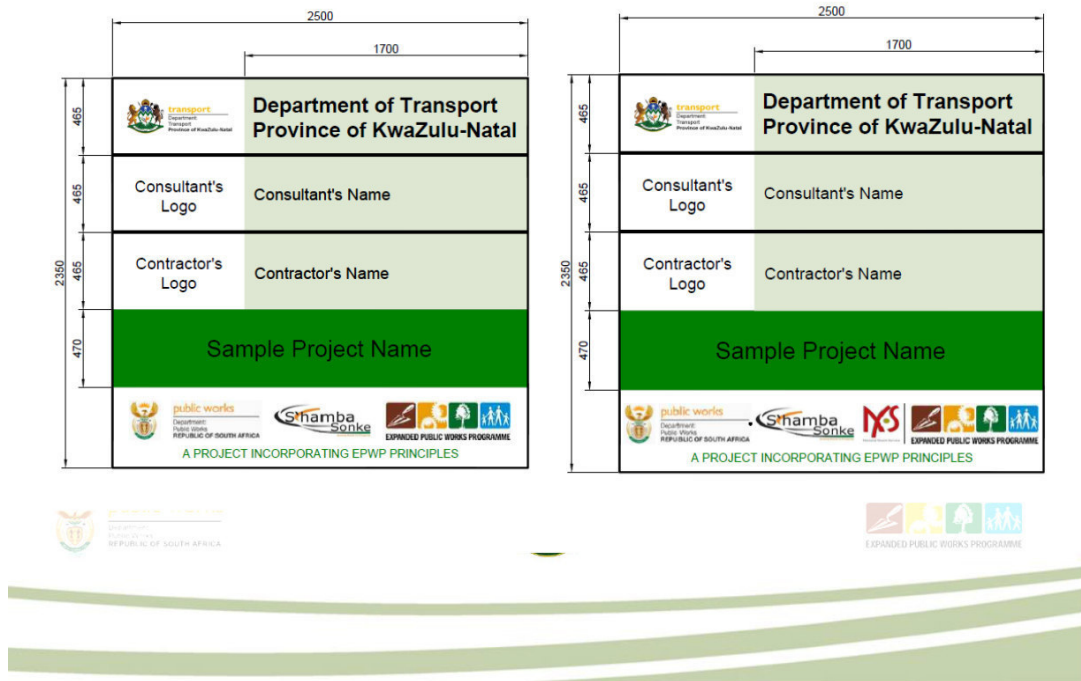 2500
1700
2350
465
465
465
470
transport
Department
Transport
Province of KwaZulu-Natal
Department of Transport
Province of KwaZulu-Natal
Consultant's
Logo
Consultant's Name
Contractor's
Logo
Contractor's Name
Sample Project Name
public works
Department:
Public Works
REPUBLIC OF SOUTH AFRICA
S'hamba
Sonke
EXPANDED PUBLIC WORKS PROGRAMME
A PROJECT INCORPORATING EPWP PRINCIPLES
2500
1700
2350
465
465
465
470
transport
Department
Transport
Province of KwaZulu-Natal
Department of Transport
Province of KwaZulu-Natal
Consultant's
Logo
Consultant's Name
Contractor's
Logo
Contractor's Name
Sample Project Name
public works
Department:
Public Works
REPUBLIC OF SOUTH AFRICA
S'hamba
Sonke
NYS
EXPANDED PUBLIC WORKS PROGRAMME
A PROJECT INCORPORATING EPWP PRINCIPLES
Department:
Public Works
REPUBLIC OF SOUTH AFRICA
EXPANDED PUBLIC WORKS PROGRAMME